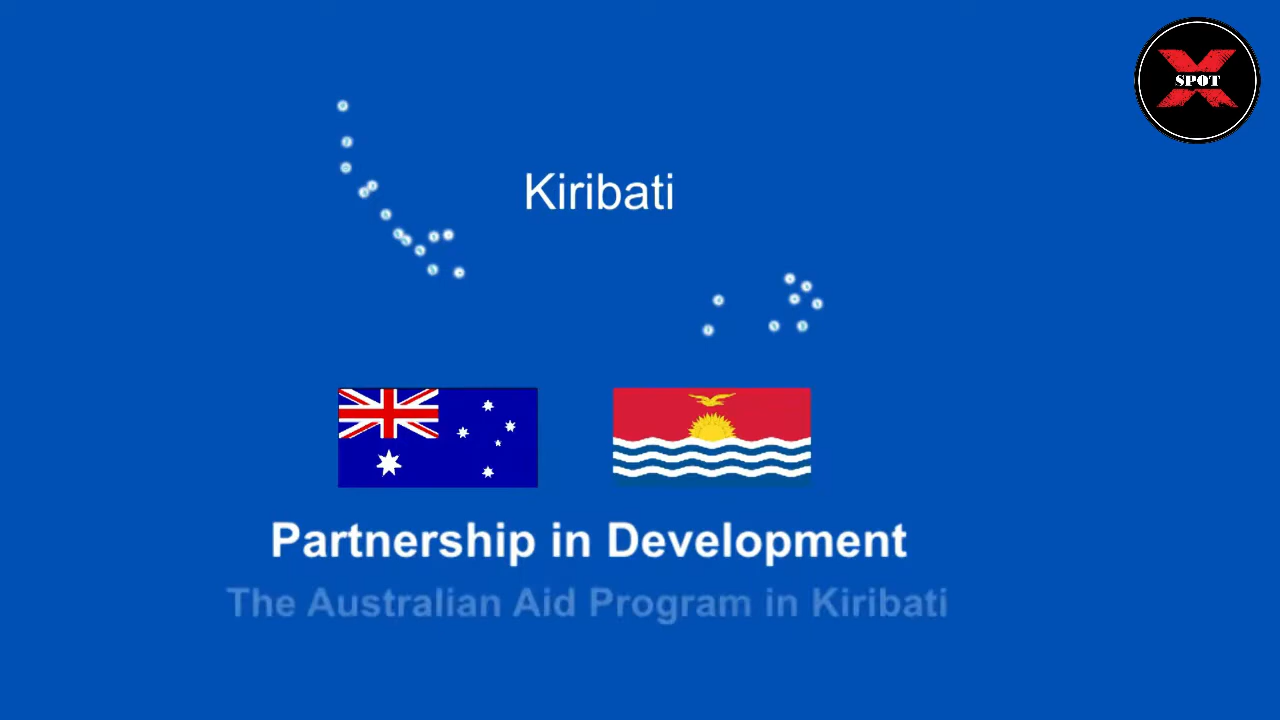 X
SPOT
Kiribati
Partnership in Development
The Australian Aid Program in Kiribati